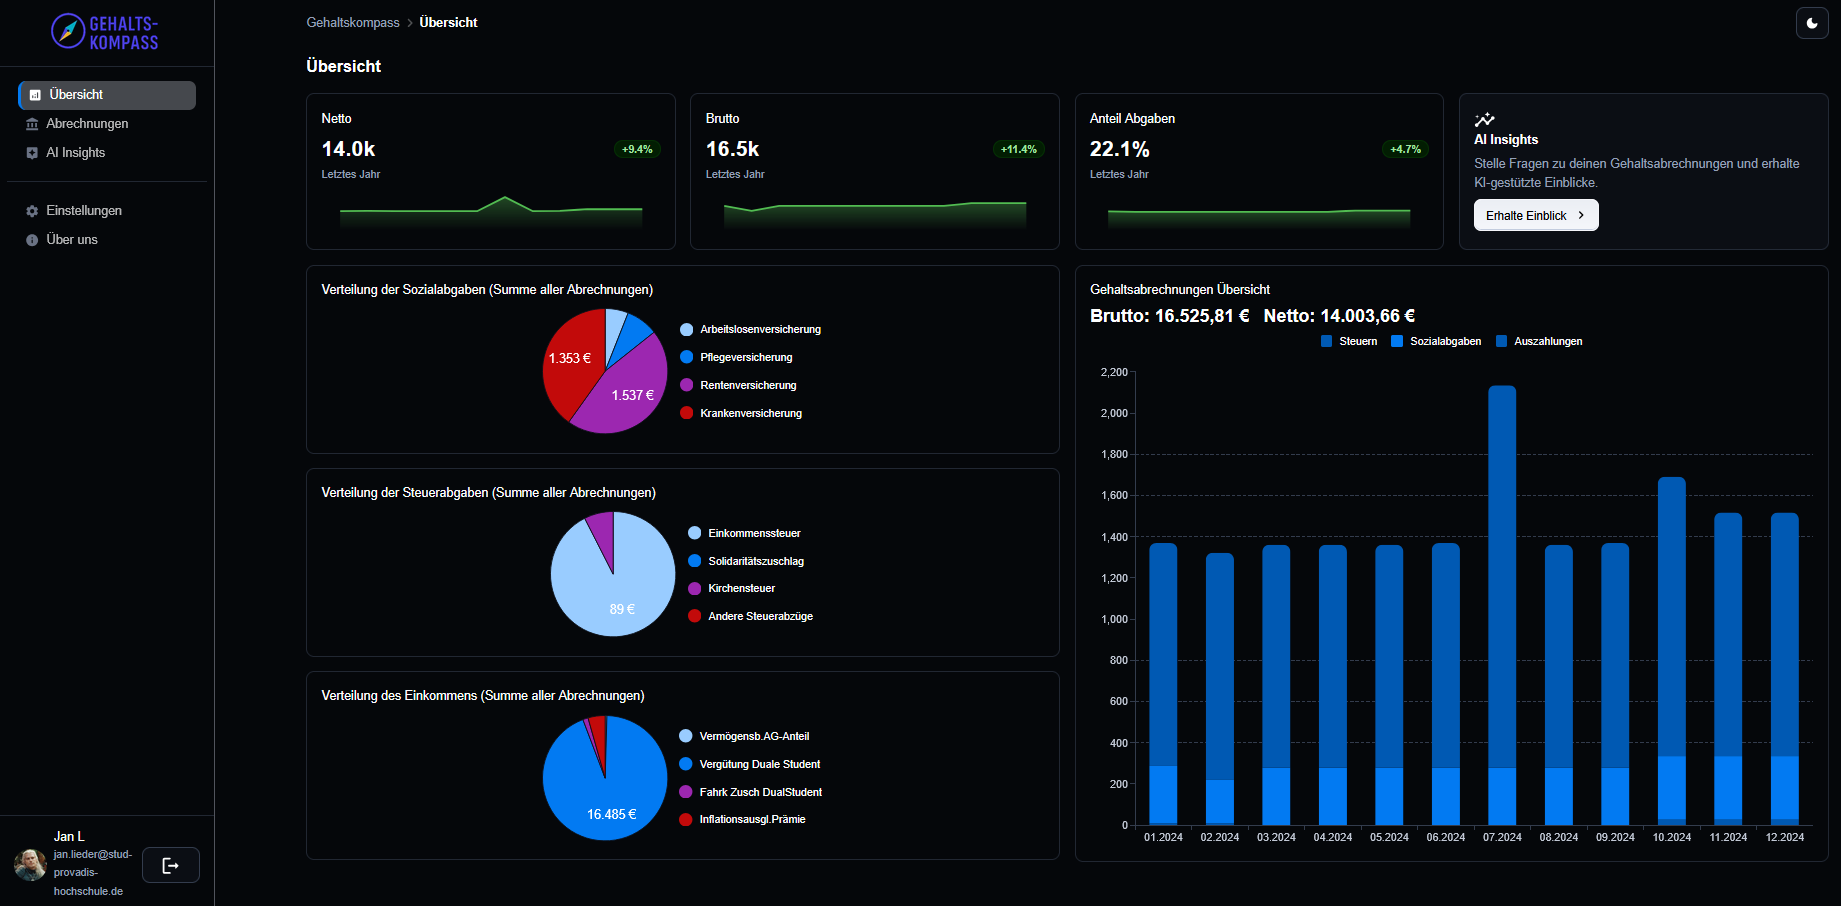 GEHALTS-
KOMPASS
Übersicht
Abrechnungen
AI Insights
Einstellungen
Über uns
Jan L
jan.lieder@stud-
provadis-
hochschule.de
Gehaltskompass > Übersicht
Übersicht
Netto
14.0k
+9.4%
Letztes Jahr
Brutto
16.5k
+11.4%
Letztes Jahr
Anteil Abgaben
22.1%
+4.7%
Letztes Jahr
AI Insights
Stelle Fragen zu deinen Gehaltsabrechnungen und erhalte
KI-gestützte Einblicke.
Erhalte Einblick
Verteilung der Sozialabgaben (Summe aller Abrechnungen)
1.353 €
1.537 €
Arbeitslosenversicherung
Pflegeversicherung
Rentenversicherung
Krankenversicherung
Verteilung der Steuerabgaben (Summe aller Abrechnungen)
89 €
Einkommenssteuer
Solidaritätszuschlag
Kirchensteuer
Andere Steuerabzüge
Verteilung des Einkommens (Summe aller Abrechnungen)
16.485 €
Vermögensb.AG-Anteil
Vergütung Duale Student
Fahrk Zusch DualStudent
Inflationsausgl.Prämie
Gehaltsabrechnungen Übersicht
Brutto: 16.525,81 € Netto: 14.003,66 €
Steuern Sozialabgaben Auszahlungen
2,200
2,000
1,800
1,600
1,400
1,200
1,000
800
600
400
200
0
01.2024 02.2024 03.2024 04.2024 05.2024 06.2024 07.2024 08.2024 09.2024 10.2024 11.2024 12.2024